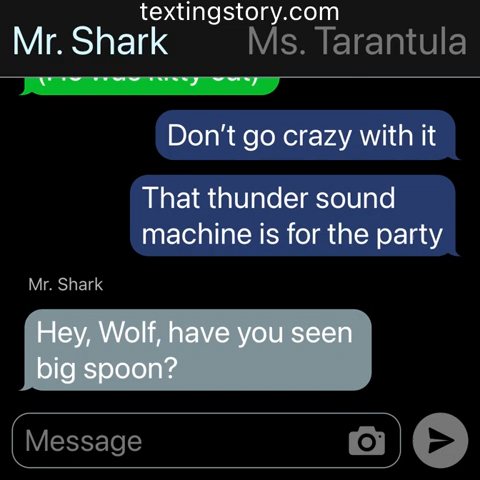 textingstory.com
Mr. Shark
Ms. Tarantula
Don't go crazy with it
That thunder sound
machine is for the party
Mr. Shark
Hey, Wolf, have you seen
big spoon?
Message